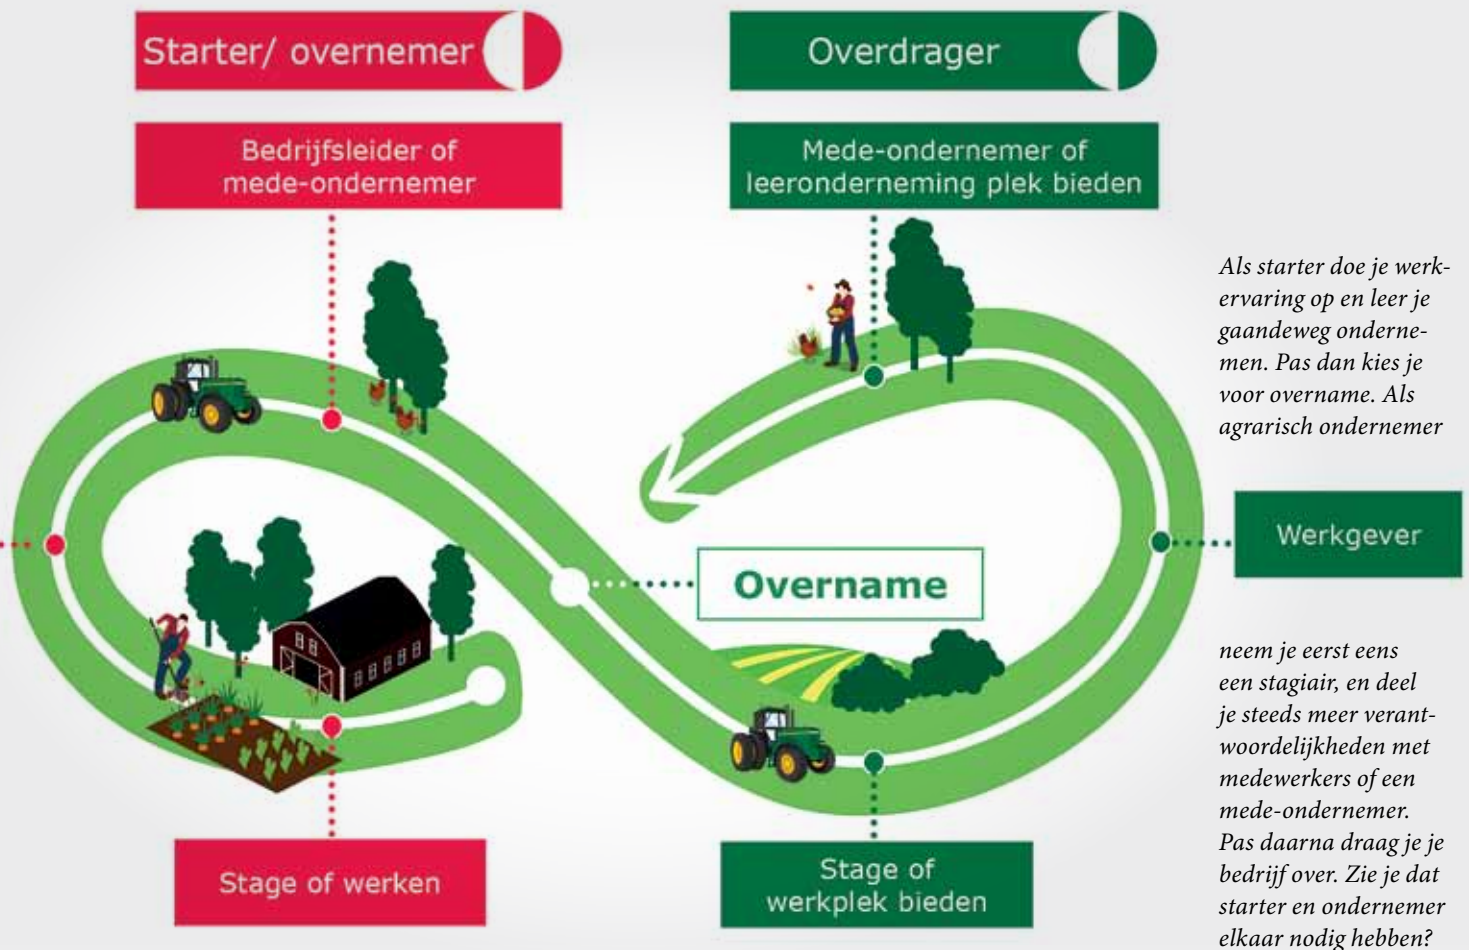 Starter/ overnemer
Overdrager
Bedrijfsleider of
mede-ondernemer
Mede-ondernemer of
leeronderneming plek bieden
Als starter doe je werk-
ervaring op en leer je
gaandeweg onderne-
men. Pas dan kies je
voor overname. Als
agrarisch ondernemer
Werkgever
Overname
neem je eerst eens
een stagiair, en deel
je steeds meer verant-
woordelijkheden met
medewerkers of een
mede-ondernemer.
Pas daarna draag je je
bedrijf over. Zie je dat
starter en ondernemer
elkaar nodig hebben?
Stage of werken
Stage of
werkplek bieden